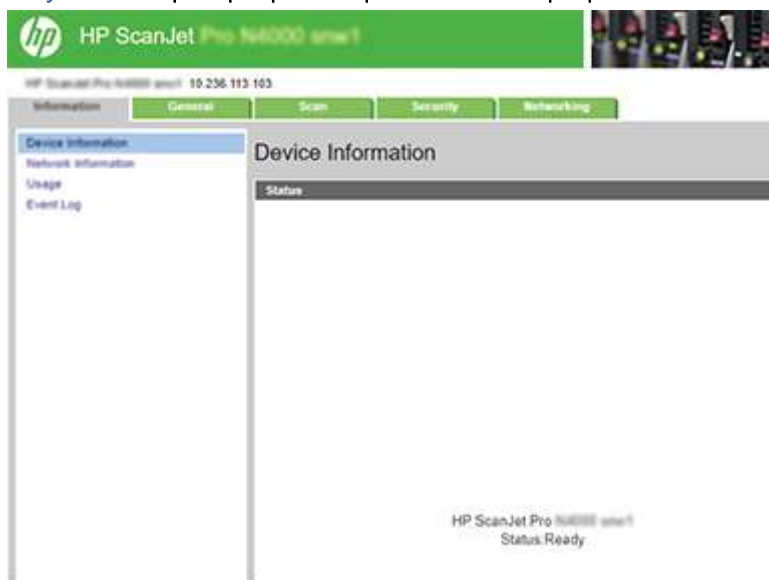 hp
HP ScanJet
10.236.113.103
Information General Scan Security Networking
Device Information
Network Information
Usage
Event Log
Device Information
Status
HP ScanJet Pro
Status:Ready